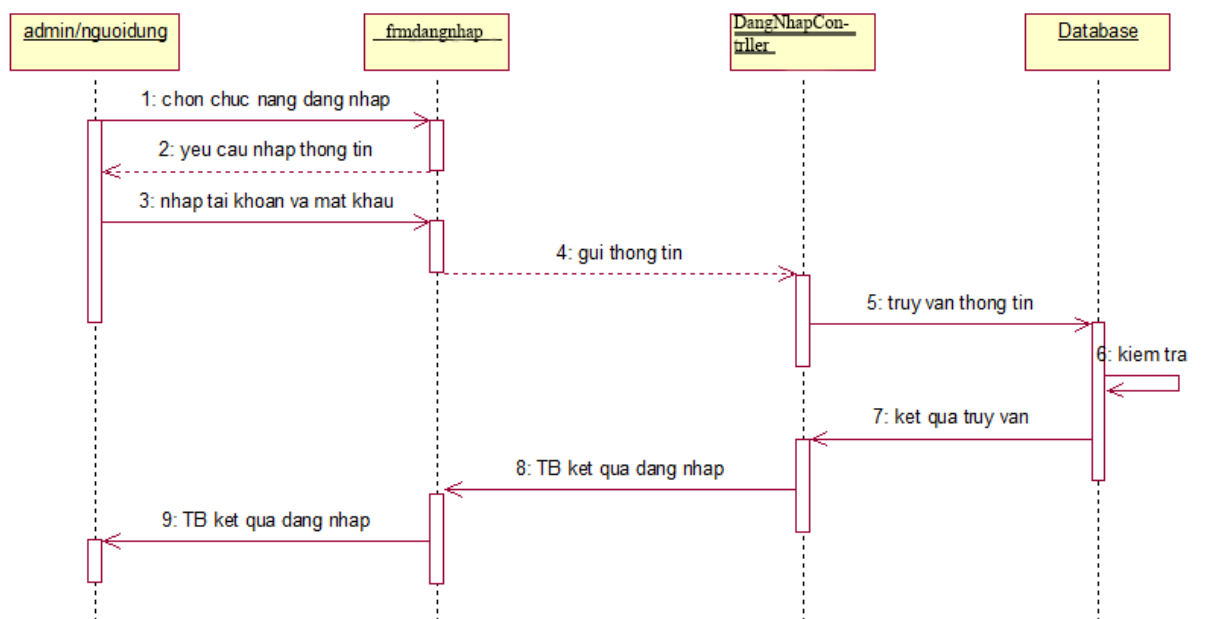 admin/nguoidung
frmdangnhap
DangNhapCon-
trller
Database
1: chon chuc nang dang nhap
2: yeu cau nhap thong tin
3: nhap tai khoan va mat khau
4: gui thong tin
5: truy van thong tin
6: kiem tra
7: ket qua truy van
8: TB ket qua dang nhap
9: TB ket qua dang nhap